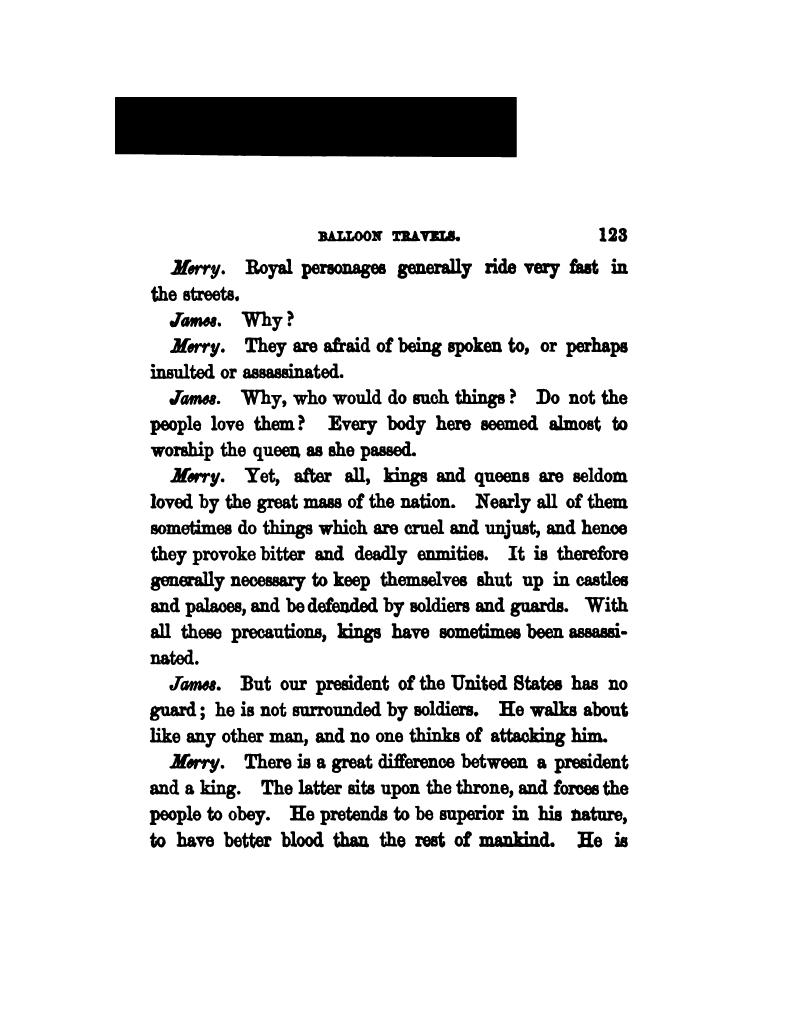 BALLOON TRAVELS. 123
Merry. Royal personages generally ride very fast in
the streets.
James. Why?
Merry. They are afraid of being spoken to, or perhaps
insulted or assassinated.
James. Why, who would do such things? Do not the
people love them? Every body here seemed almost to
worship the queen as she passed.
Merry. Yet, after all, kings and queens are seldom
loved by the great mass of the nation. Nearly all of them
sometimes do things which are cruel and unjust, and hence
they provoke bitter and deadly enmities. It is therefore
generally necessary to keep themselves shut up in castles
and palaces, and be defended by soldiers and guards. With
all these precautions, kings have sometimes been assassi-
nated.
James. But our president of the United States has no
guard; he is not surrounded by soldiers. He walks about
like any other man, and no one thinks of attacking him.
Merry. There is a great difference between a president
and a king. The latter sits upon the throne, and forces the
people to obey. He pretends to be superior in his nature,
to have better blood than the rest of mankind. He is